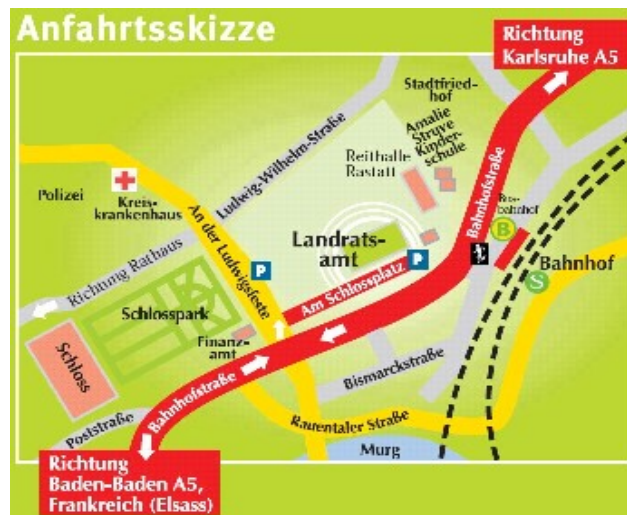 Anfahrtsskizze
Richtung
Karlsruhe A5
Stadtfried-
hof
Amalie
Struve
Kinder-
schule
Reithalle
Rastatt
Ludwig-Wilhelm-Straße
Bahnhofstraße
Polizei
Kreis-
krankenhaus
An der Ludwigsfeste
Bus-
bahnhof
B
Landrats-
amt
P
P
Bahnhof
S
Richung Rathaus
Am Schlossplatz
Schlosspark
Finanz-
amt
Schloss
Bismarckstraße
Bahnhofstraße
Rauentaler Straße
Poststraße
Murg
Richtung
Baden-Baden A5,
Frankreich (Elsass)